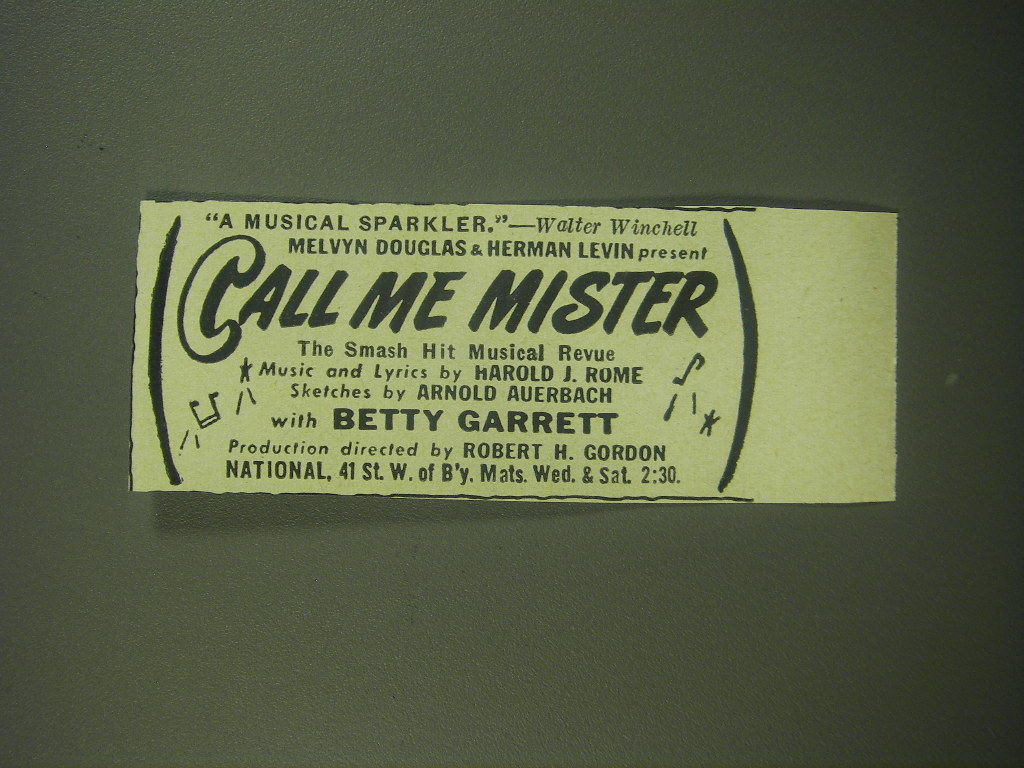 “A MUSICAL SPARKLER.”—Walter Winchell
MELVYN DOUGLAS & HERMAN LEVIN present
CALL ME MISTER
The Smash Hit Musical Revue
Music and Lyrics by HAROLD J. ROME
Sketches by ARNOLD AUERBACH
with BETTY GARRETT
Production directed by ROBERT H. GORDON
NATIONAL, 41 St. W. of B'y. Mats. Wed. & Sat. 2:30.